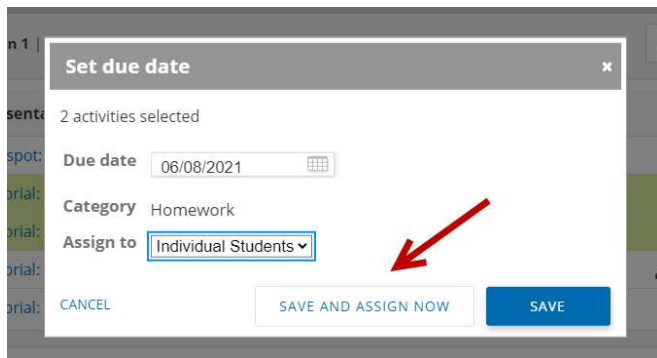 n 1 |
Set due date
×
senta
2 activities selected
spot:
Due date 06/08/2021
orial:
Category Homework
orial:
Assign to Individual Students
orial:
orial:
CANCEL SAVE AND ASSIGN NOW SAVE